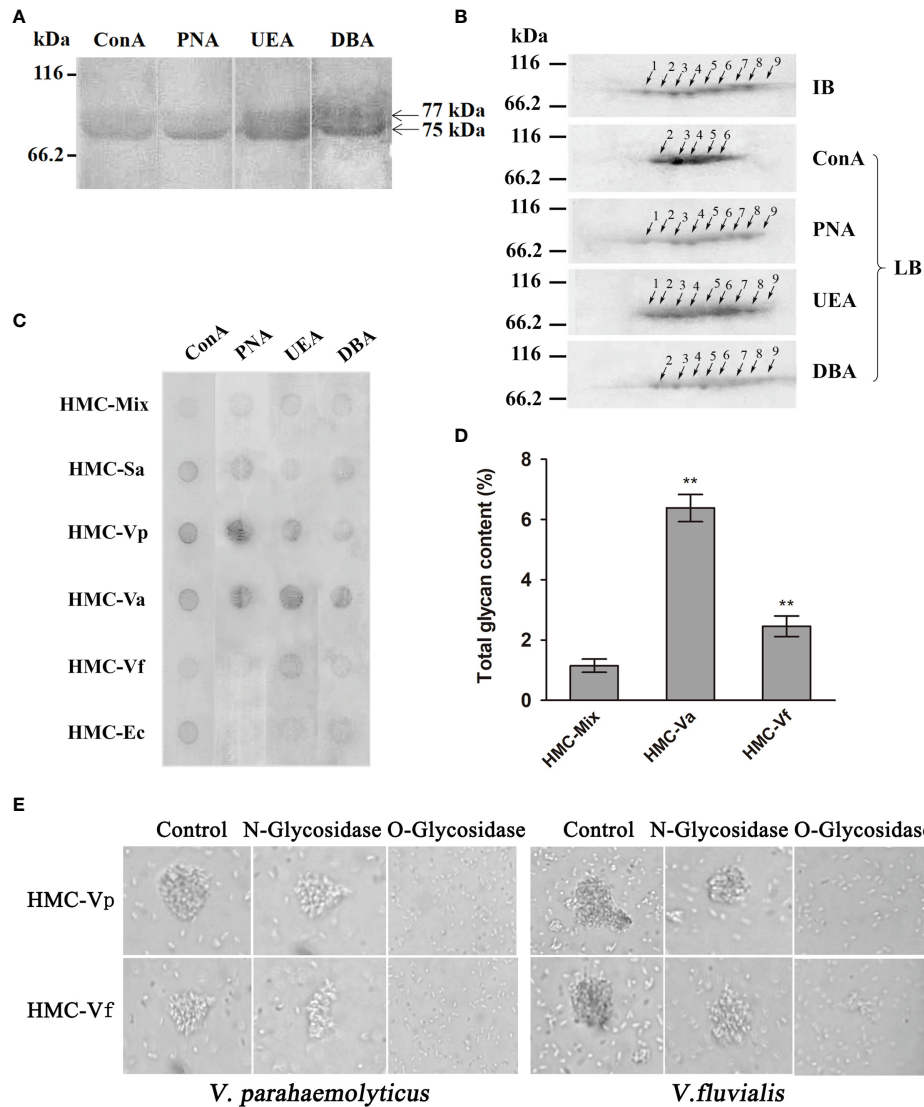 A
kDa ConA PNA UEA DBA
116
77 kDa
75 kDa
66.2
B
kDa
116
1 2 3 4 5 6 7 8 9
IB
66.2
116
2 3 4 5 6
ConA
66.2
116
1 2 3 4 5 6 7 8 9
PNA
LB
66.2
116
1 2 3 4 5 6 7 8 9
UEA
66.2
116
2 3 4 5 6 7 8 9
DBA
66.2
C
ConA PNA UEA DBA
HMC-Mix
HMC-Sa
HMC-Vp
HMC-Va
HMC-Vf
HMC-Ec
D
Total glycan content (%)
8
6
4
2
0
**
**
HMC-Mix
HMC-Va
HMC-Vf
E
Control N-Glycosidase O-Glycosidase Control N-Glycosidase O-Glycosidase
HMC-Vp
HMC-Vf
V. parahaemolyticus V.fluvialis